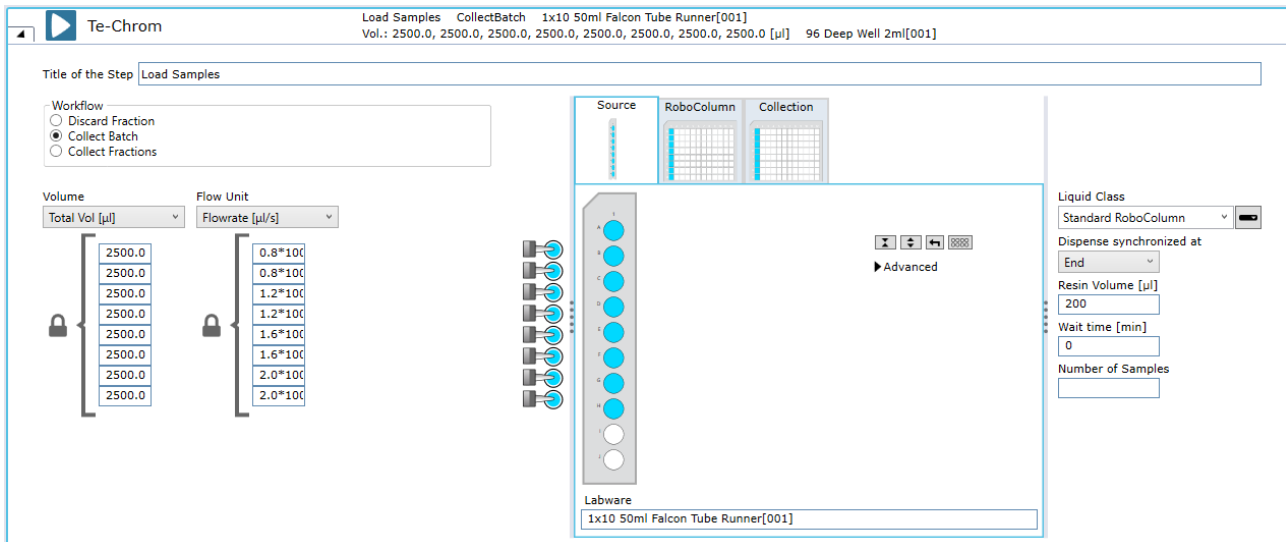 Te-Chrom
Load Samples CollectBatch 1x10 50ml Falcon Tube Runner[001]
Vol.: 2500.0, 2500.0, 2500.0, 2500.0, 2500.0, 2500.0, 2500.0, 2500.0 [µl] 96 Deep Well 2ml[001]
Title of the Step Load Samples
Workflow
Discard Fraction
Collect Batch
Collect Fractions
Volume
Total Vol [µl]
2500.0
2500.0
2500.0
2500.0
2500.0
2500.0
2500.0
2500.0
Flow Unit
Flowrate [µl/s]
0.8*100
0.8*100
1.2*100
1.2*100
1.6*100
1.6*100
2.0*100
2.0*100
Source
RoboColumn
Collection
1
A
B
C
D
E
F
G
H
I
J
Advanced
Labware
1x10 50ml Falcon Tube Runner[001]
Liquid Class
Standard RoboColumn
Dispense synchronized at
End
Resin Volume [µl]
200
Wait time [min]
0
Number of Samples